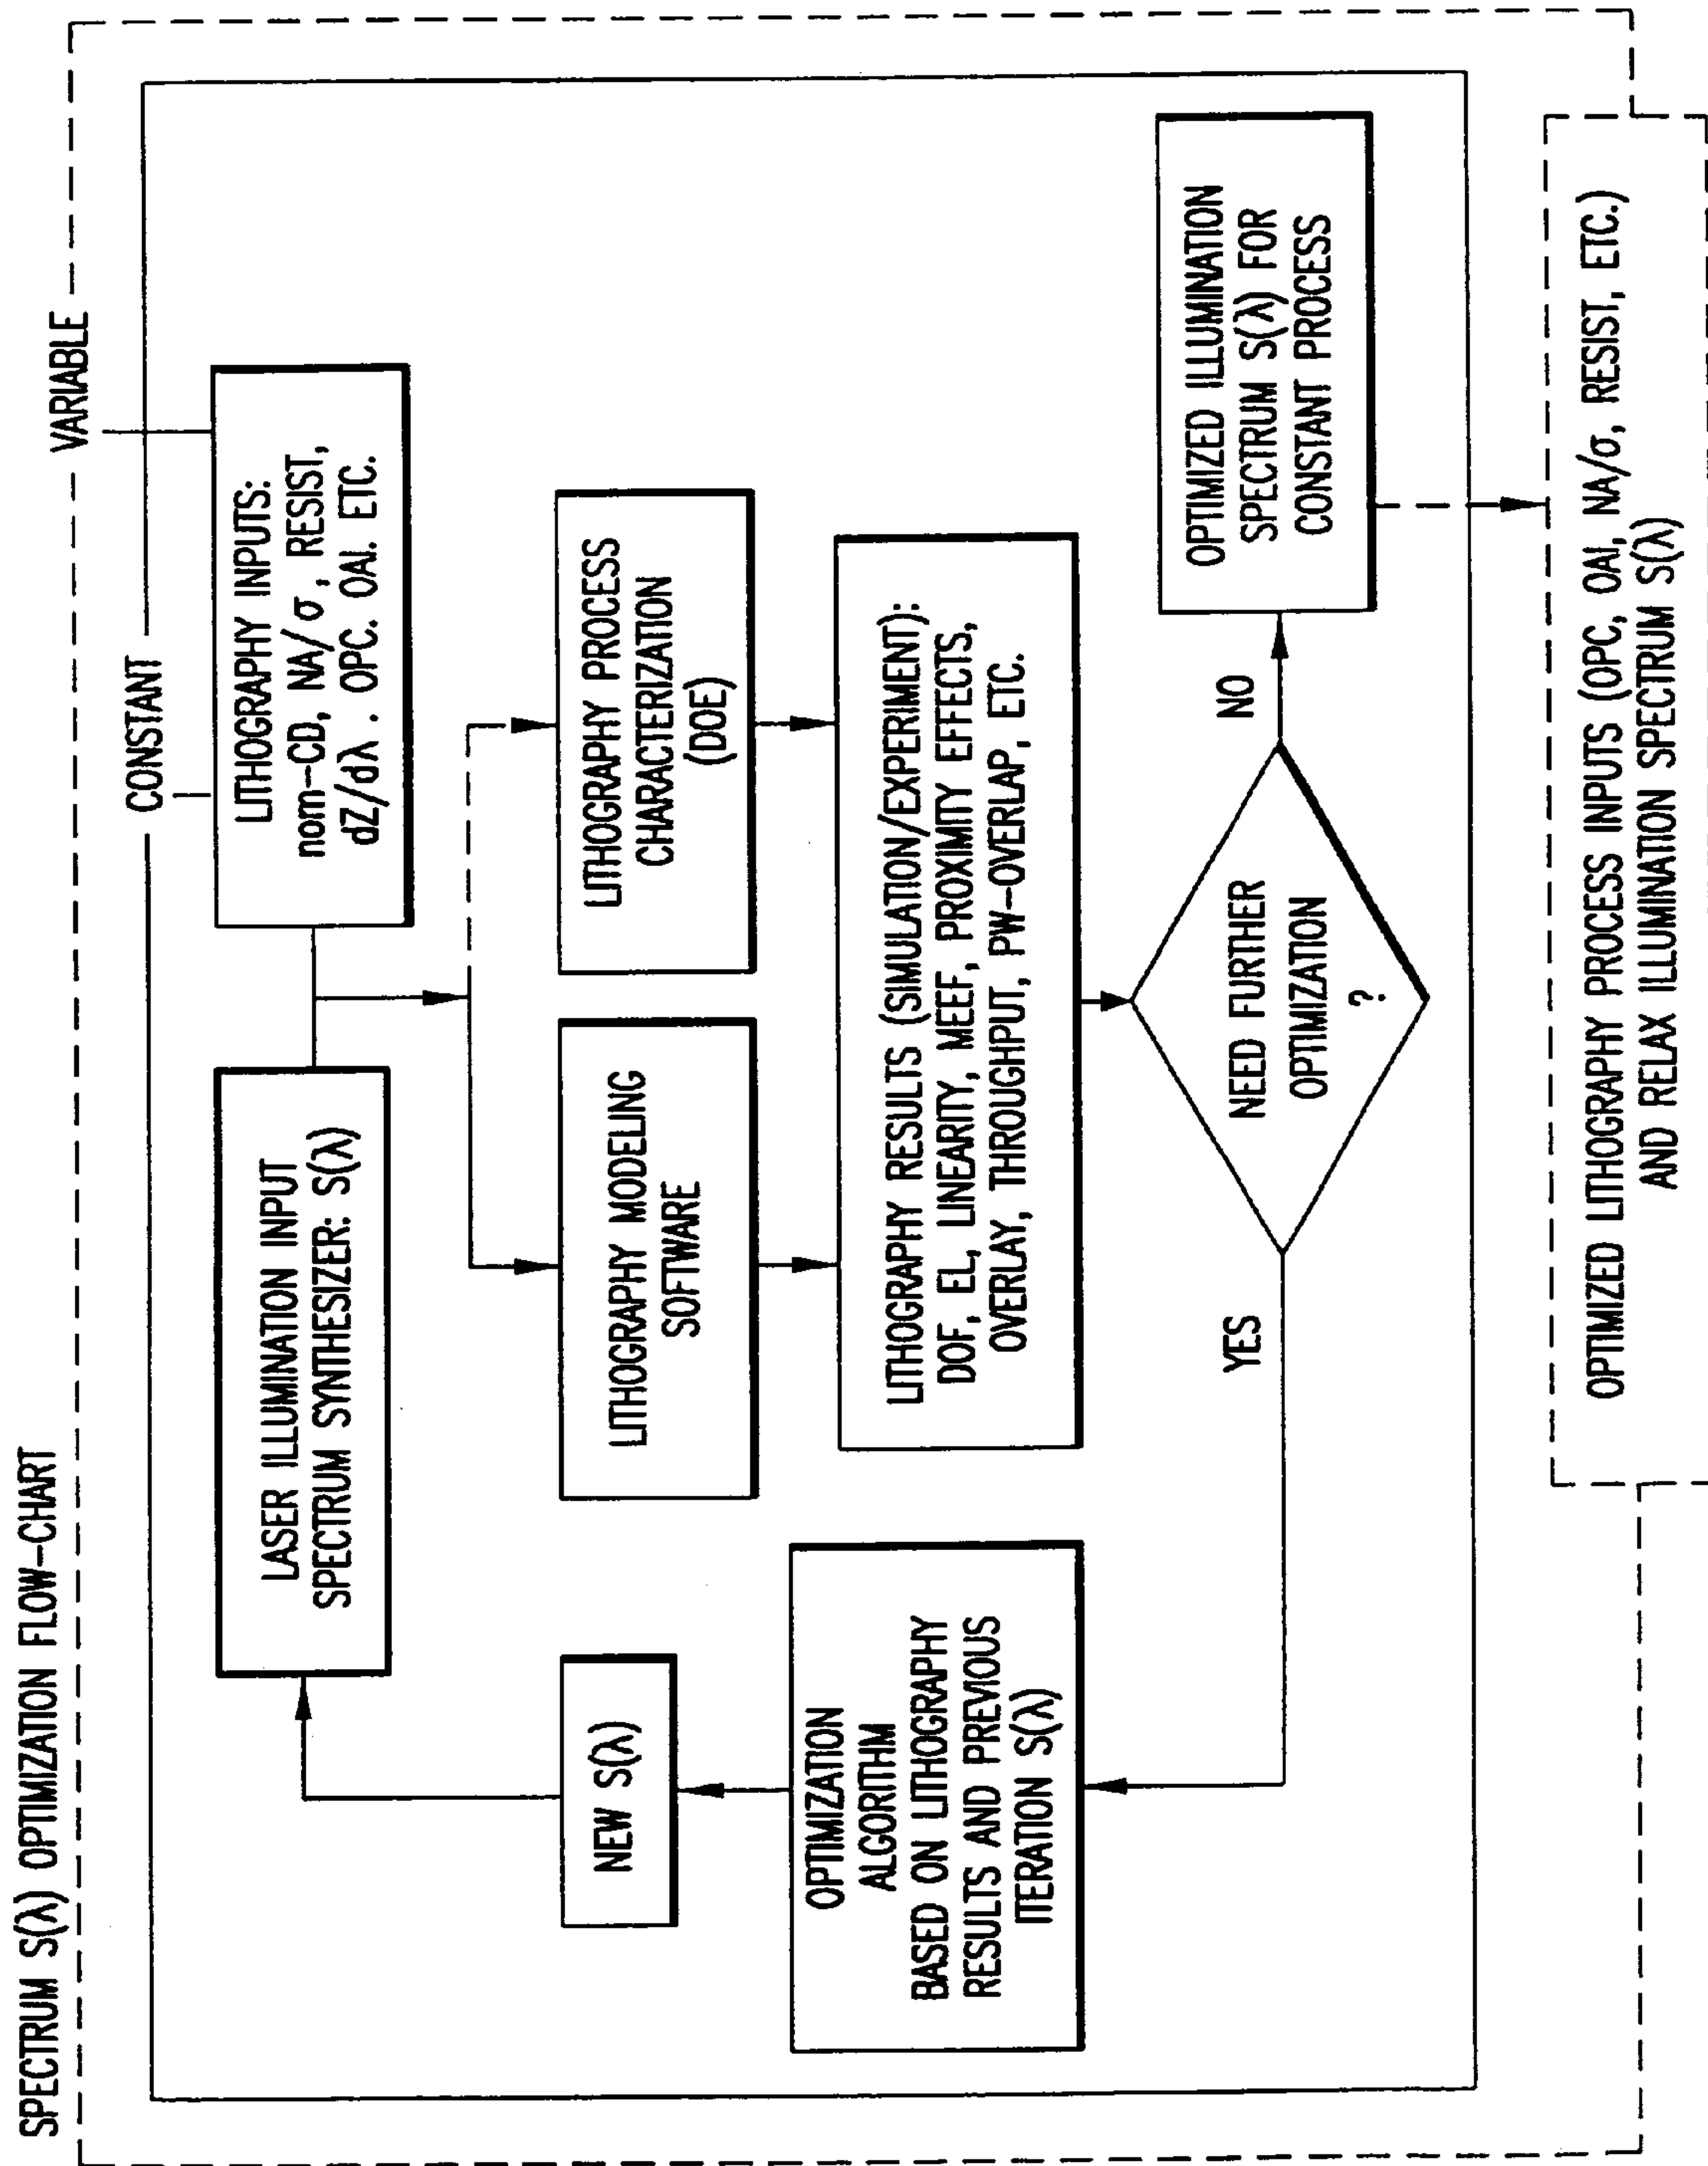 SPECTRUM S(λ) OPTIMIZATION FLOW-CHART
CONSTANT
VARIABLE
LASER ILLUMINATION INPUT
SPECTRUM SYNTHESIZER: S(λ)
LITHOGRAPHY INPUTS:
nom-CD, NA/σ, RESIST,
dZ/dλ . OPC. OAI. ETC.
NEW S(λ)
LITHOGRAPHY MODELING
SOFTWARE
LITHOGRAPHY PROCESS
CHARACTERIZATION
(DOE)
OPTIMIZATION
ALGORITHM
BASED ON LITHOGRAPHY
RESULTS AND PREVIOUS
ITERATION S(λ)
LITHOGRAPHY RESULTS (SIMULATION/EXPERIMENT):
DOF, EL, LINEARITY, MEEF, PROXIMITY EFFECTS,
OVERLAY, THROUGHPUT, PW-OVERLAP, ETC.
YES
NEED FURTHER
OPTIMIZATION
?
NO
OPTIMIZED ILLUMINATION
SPECTRUM S(λ) FOR
CONSTANT PROCESS
OPTIMIZED LITHOGRAPHY PROCESS INPUTS (OPC, OAI, NA/σ, RESIST, ETC.)
AND RELAX ILLUMINATION SPECTRUM S(λ)